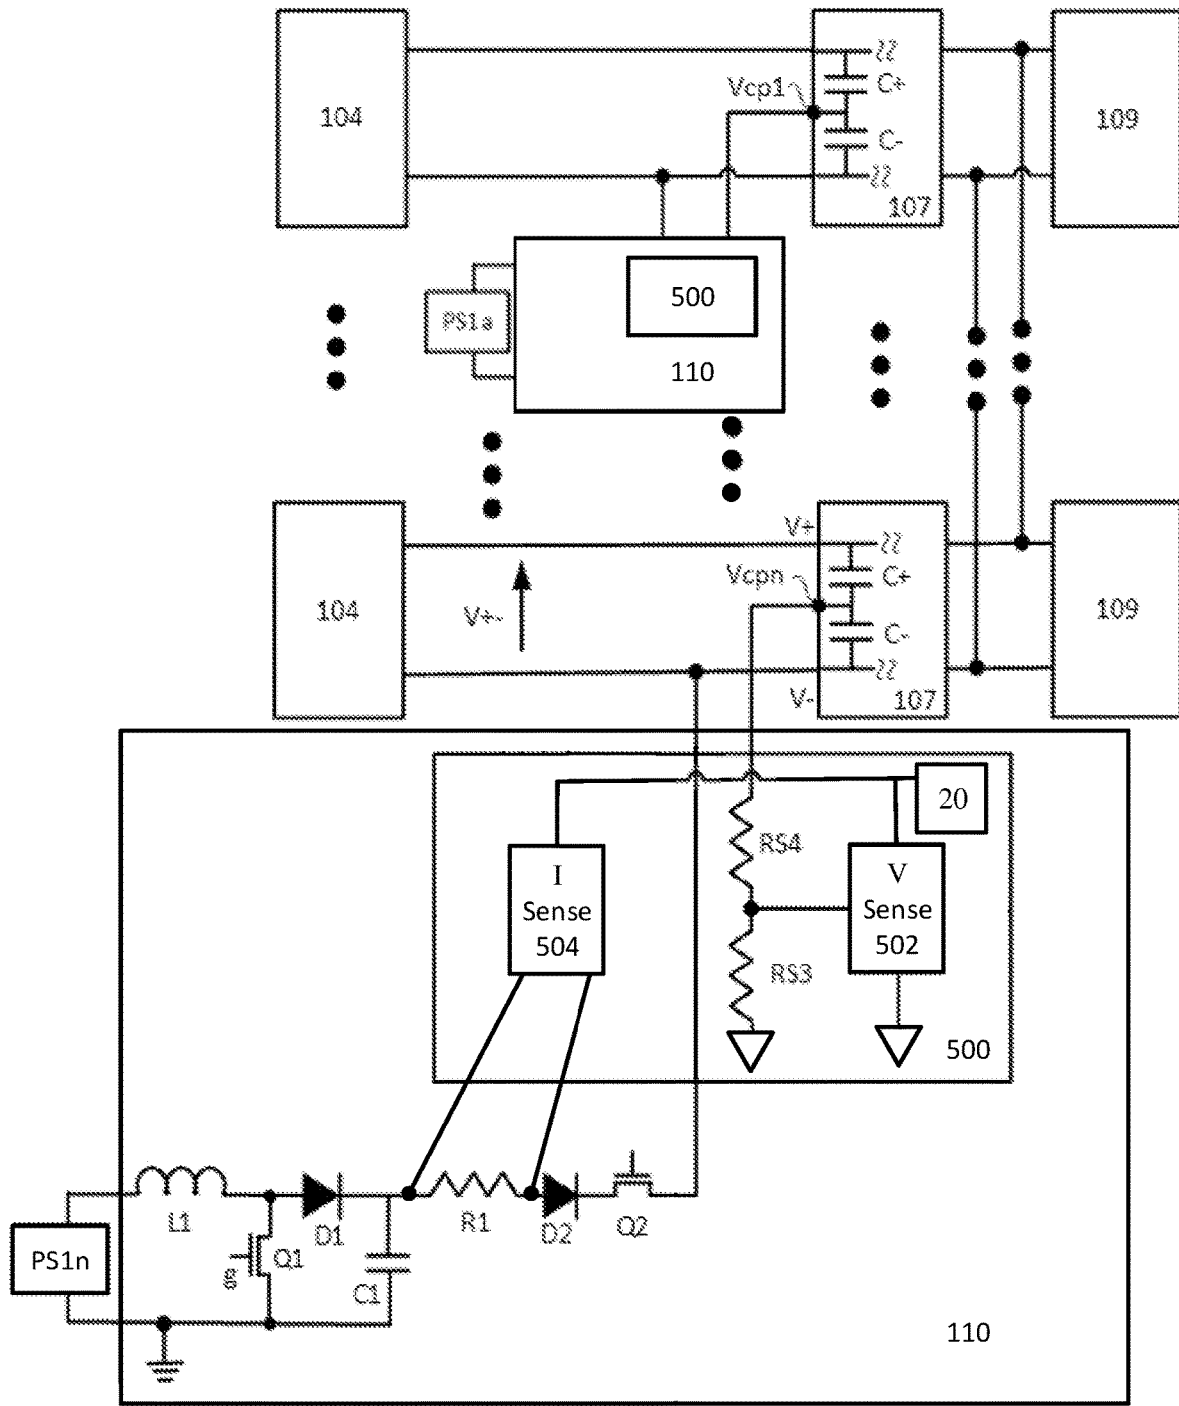 104
Vcp1
C+
C-
107
109
PS1a
500
110
104
V+-
V+
Vcpn
V-
C+
C-
107
109
20
RS4
I
Sense
504
V
Sense
502
RS3
500
L1
D1
R1
D2
Q2
PS1n
g
Q1
C1
110